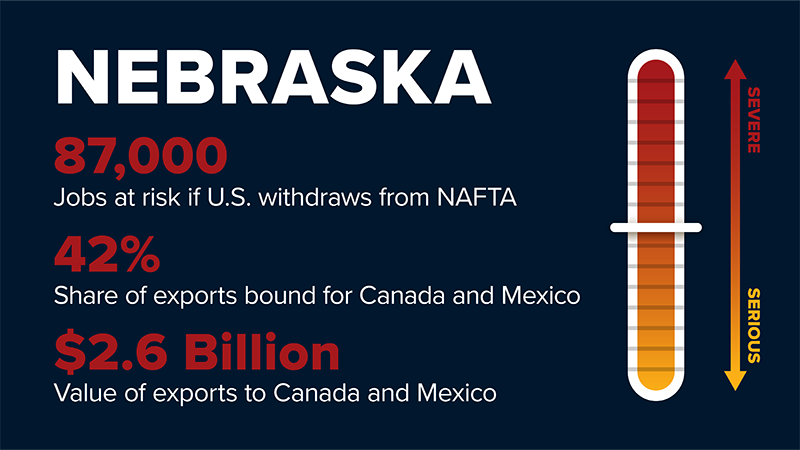 NEBRASKA
87,000
Jobs at risk if U.S. withdraws from NAFTA
42%
Share of exports bound for Canada and Mexico
$2.6 Billion
Value of exports to Canada and Mexico
SEVERE
SERIOUS